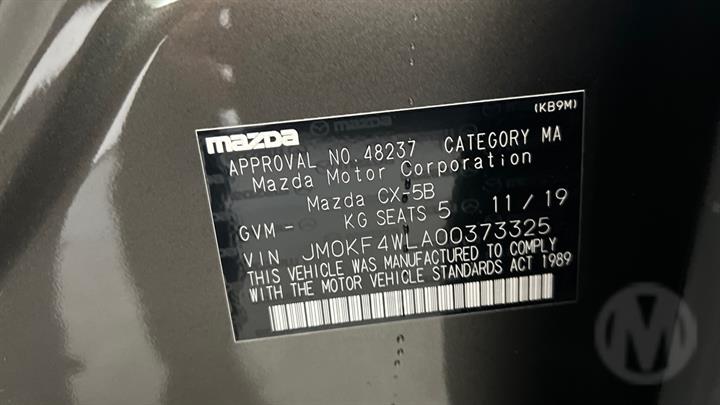 (KB9M)
mazda
APPROVAL NO.48237 CATEGORY MA
Mazda Motor Corporation
Mazda CX-5B
GVM - KG SEATS 5 11/19
VIN JM0KF4WLA00373325
THIS VEHICLE WAS MANUFACTURED TO COMPLY
WITH THE MOTOR VEHICLE STANDARDS ACT 1989
M